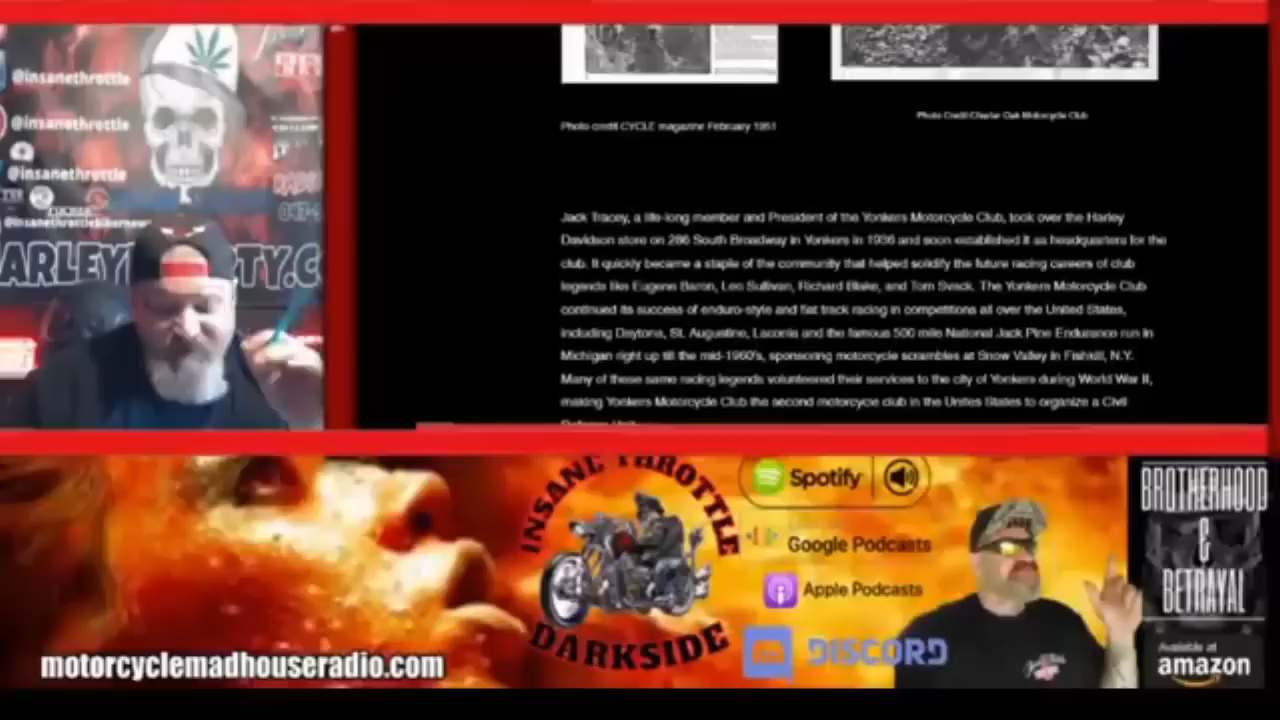 @insanethrottle
@insanethrottle
@insanethrottle
ARLEY
RTY.C
Photo credit CYCLE magazine February 1951
Photo Credit Charter Oak Motorcycle Club
Jack Tracey, a life-long member and President of the Yonkers Motorcycle Club, took over the Harley
Davidson store on 286 South Broadway in Yonkers in 1936 and soon established it as headquarters for the
club. It quickly became a staple of the community that helped solidify the future racing careers of club
legends like Eugene Baron, Leo Sullivan, Richard Blake, and Tom Svack. The Yonkers Motorcycle Club
continued its success of enduro-style and flat track racing in competitions all over the United States,
including Daytona, St. Augustine, Laconia and the famous 500 mile National Jack Pine Endurance run in
Michigan right up till the mid-1960's, sponsoring motorcycle scrambles at Snow Valley in Fishkill, N.Y.
Many of these same racing legends volunteered their services to the city of Yonkers during World War II,
making Yonkers Motorcycle Club the second motorcycle club in the Unites States to organize a Civil
INSANE THROTTLE
DARKSIDE
Spotify
Google Podcasts
Apple Podcasts
DISCORD
BROTHERHOOD
&
BETRAYAL
Available at
amazon
motorcyclemadhouseradio.com